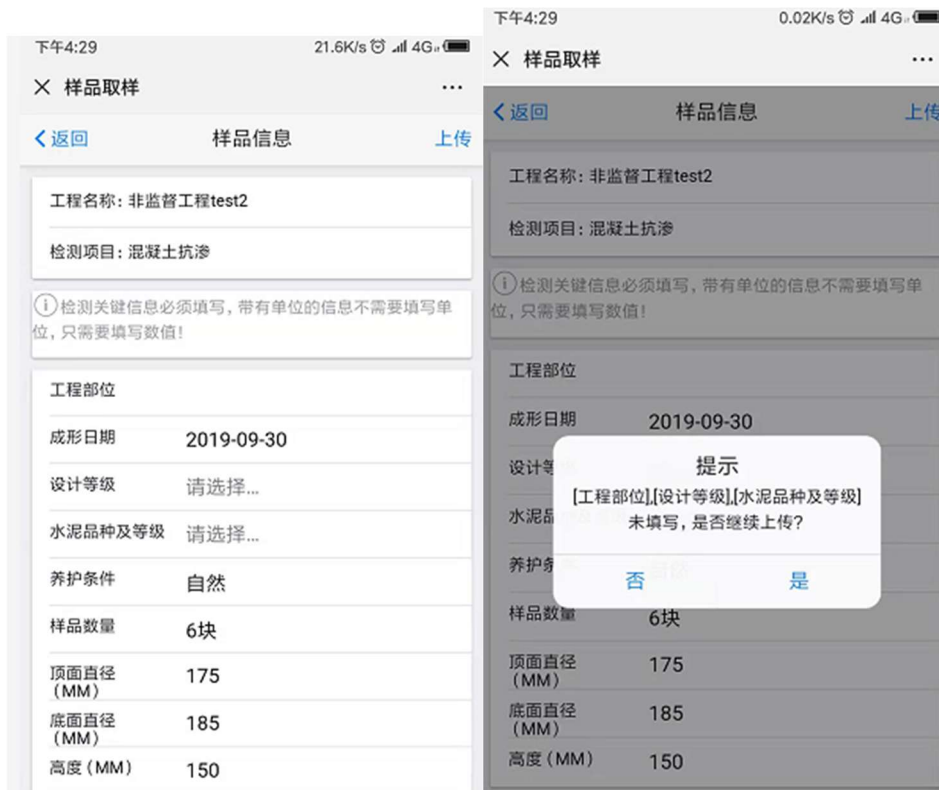 下午4:29 21.6K/s 4G
× 样品取样 ...
返回 样品信息 上传
工程名称：非监督工程test2
检测项目：混凝土抗渗
检测关键信息必须填写，带有单位的信息不需要填写单
位，只需要填写数值！
工程部位
成形日期 2019-09-30
设计等级 请选择...
水泥品种及等级 请选择...
养护条件 自然
样品数量 6块
顶面直径
(MM) 175
底面直径
(MM) 185
高度(MM) 150
下午4:29 0.02K/s 4G
× 样品取样 ...
返回 样品信息 上传
工程名称：非监督工程test2
检测项目：混凝土抗渗
检测关键信息必须填写，带有单位的信息不需要填写单
位，只需要填写数值！
工程部位
成形日期 2019-09-30
设计等
水泥品
养护条
样品数量 6块
顶面直径
(MM) 175
底面直径
(MM) 185
高度(MM) 150
提示
[工程部位],[设计等级],[水泥品种及等级]
未填写，是否继续上传？
否 是